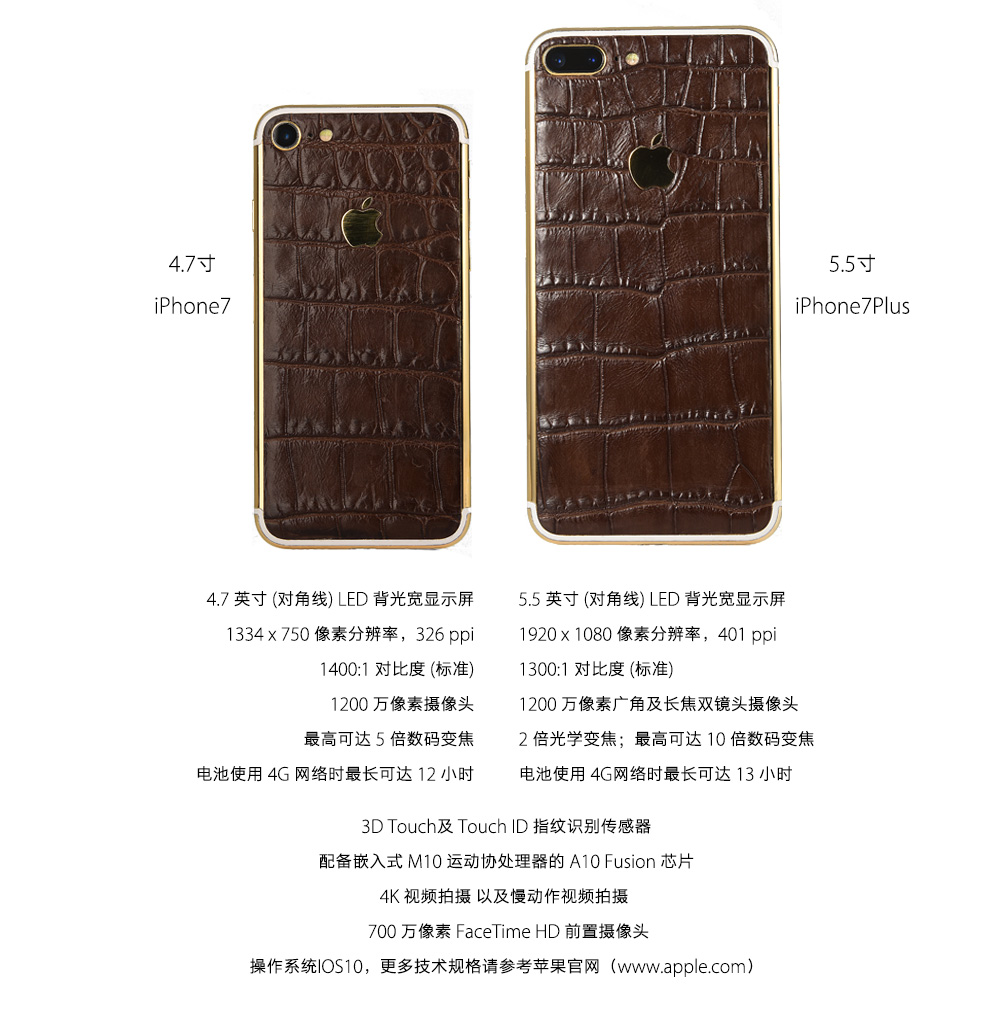 4.7寸
iPhone7
5.5寸
iPhone7Plus
4.7 英寸 (对角线) LED 背光宽显示屏
1334 x 750 像素分辨率，326 ppi
1400:1 对比度 (标准)
1200 万像素摄像头
最高可达 5 倍数码变焦
电池使用 4G 网络时最长可达 12 小时
5.5 英寸 (对角线) LED 背光宽显示屏
1920 x 1080 像素分辨率，401 ppi
1300:1 对比度 (标准)
1200 万像素广角及长焦双镜头摄像头
2 倍光学变焦；最高可达 10 倍数码变焦
电池使用 4G网络时最长可达 13 小时
3D Touch及 Touch ID 指纹识别传感器
配备嵌入式 M10 运动协处理器的 A10 Fusion 芯片
4K 视频拍摄 以及慢动作视频拍摄
700 万像素 FaceTime HD 前置摄像头
操作系统IOS10，更多技术规格请参考苹果官网（www.apple.com）